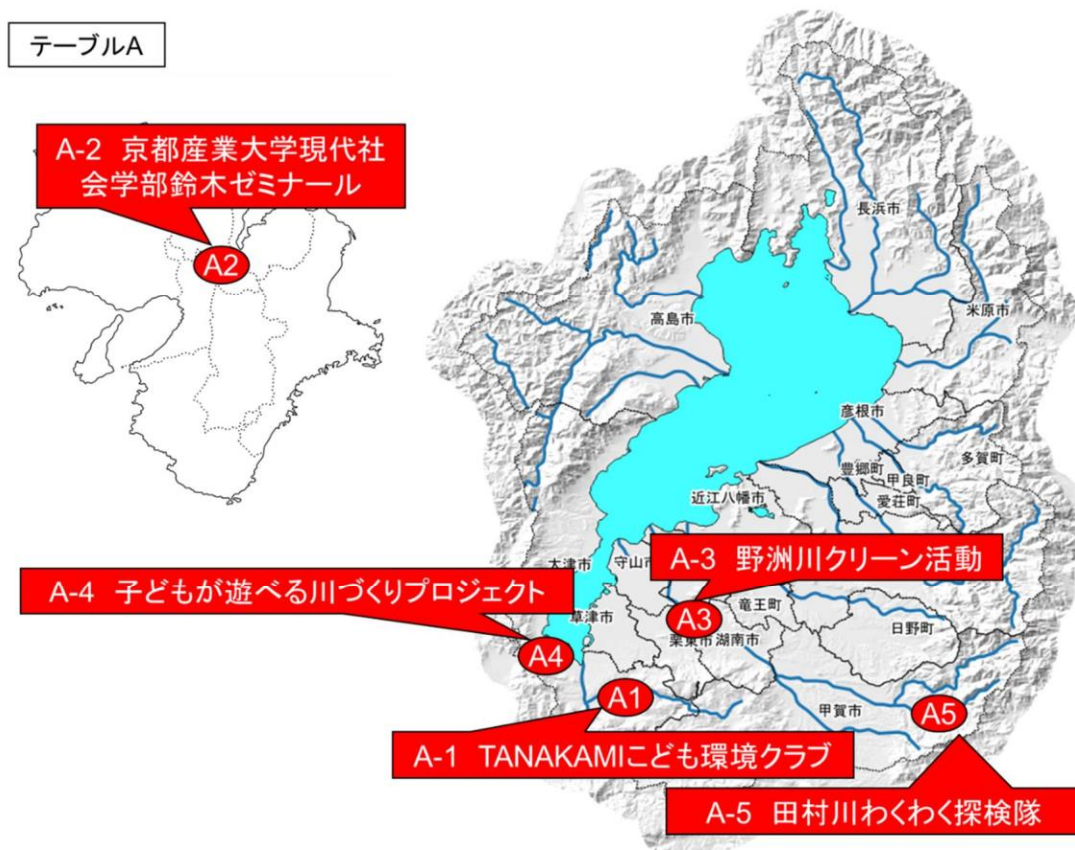 テーブルA
A-2 京都産業大学現代社
会学部鈴木ゼミナール
A2
長浜市
米原市
高島市
彦根市
多賀町
豊郷町
甲良町
愛荘町
近江八幡市
大津市
守山市
A-3 野洲川クリーン活動
A-4 子どもが遊べる川づくりプロジェクト
草津市
A3
竜王町
日野町
栗東市
湖南市
A4
A1
甲賀市
A5
A-1 TANAKAMIこども環境クラブ
A-5 田村川わくわく探検隊